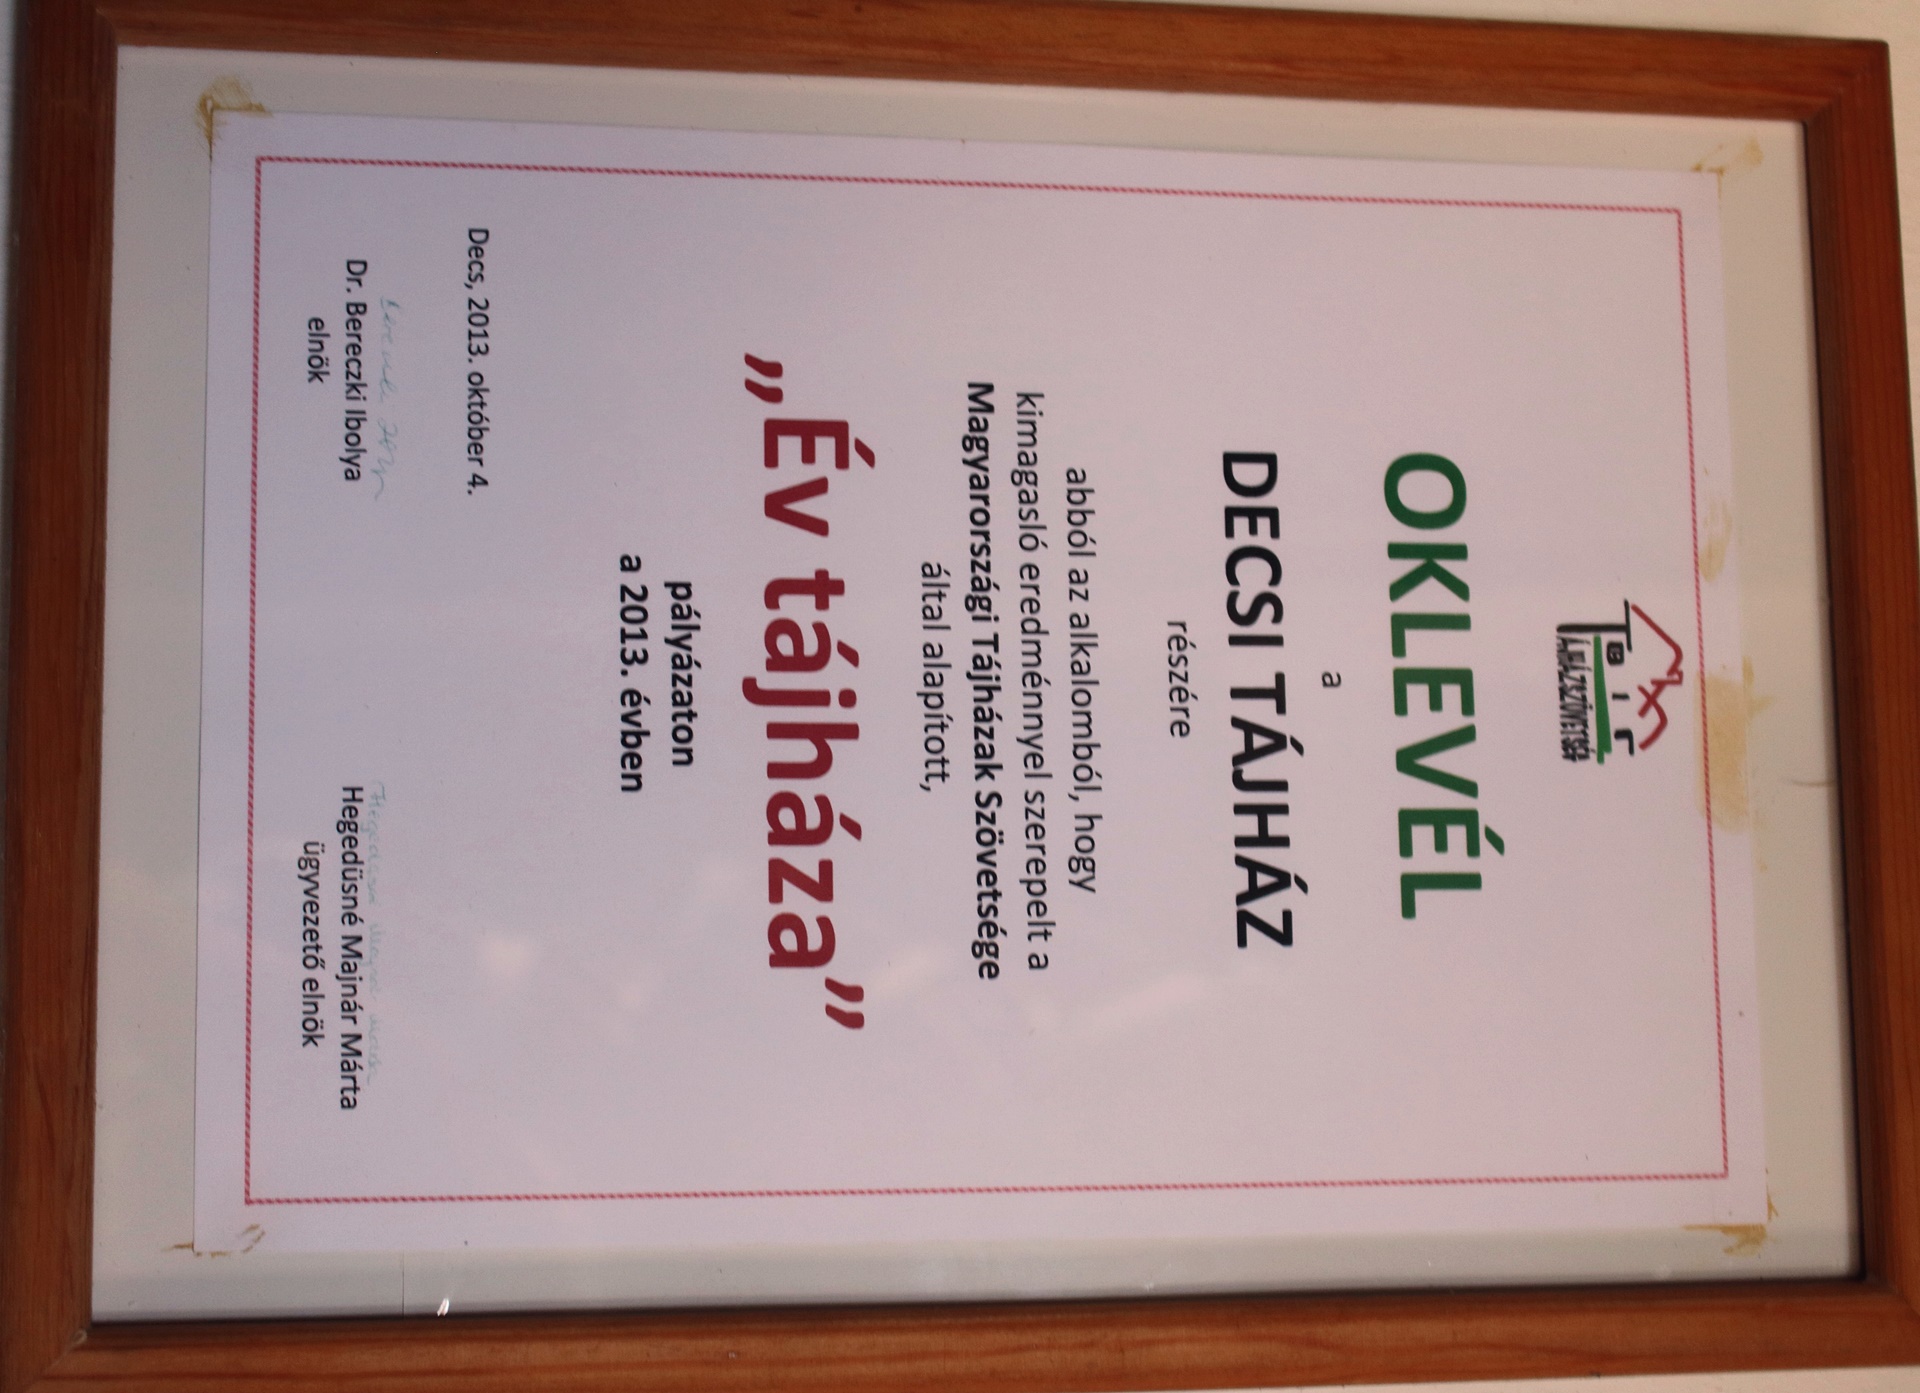 TÁJHÁZSZÖVETSÉG
OKLEVÉL
a
DECSI TÁJHÁZ
részére
abból az alkalomból, hogy
kimagasló eredménnyel szerepelt a
Magyarországi Tájházak Szövetsége
által alapított,
„Év tájháza”
pályázaton
a 2013. évben
Decs, 2013. október 4.
Dr. Bereczki Ibolya
elnök
Hegedüsné Majnár Márta
ügyvezető elnök